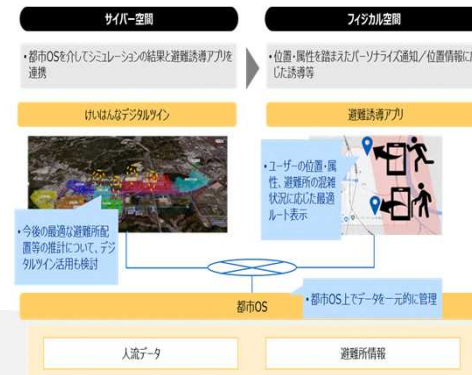 サイバー空間
フィジカル空間
・都市OSを介してシミュレーションの結果と避難誘導アプリを
連携
・位置・属性を踏まえたパーソナライズ通知／位置情報に
じた誘導等
けいはんなデジタルツイン
避難誘導アプリ
・ユーザーの位置・属
性、避難所の混雑
状況に応じた最適
ルート表示
・今後の最適な避難所配
置等の推計について、デジ
タルツイン活用も検討
都市OS
・都市OS上でデータを一元的に管理
人流データ
避難所情報